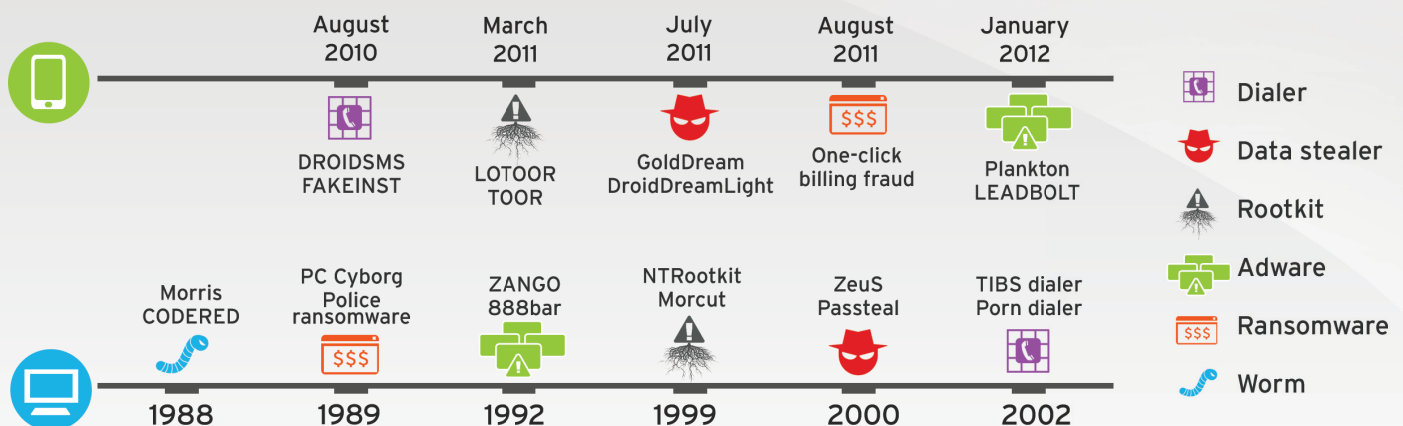 August
2010
March
2011
July
2011
August
2011
January
2012
DROIDSMS
FAKEINST
LOTOOR
TOOR
GoldDream
DroidDreamLight
$$$
One-click
billing fraud
Plankton
LEADBOLT
Morris
CODERED
PC Cyborg
Police
ransomware
$$$
ZANGO
888bar
NTRootkit
Morcut
ZeuS
Passteal
TIBS dialer
Porn dialer
1988
1989
1992
1999
2000
2002
Dialer
Data stealer
Rootkit
Adware
$$$
Ransomware
Worm